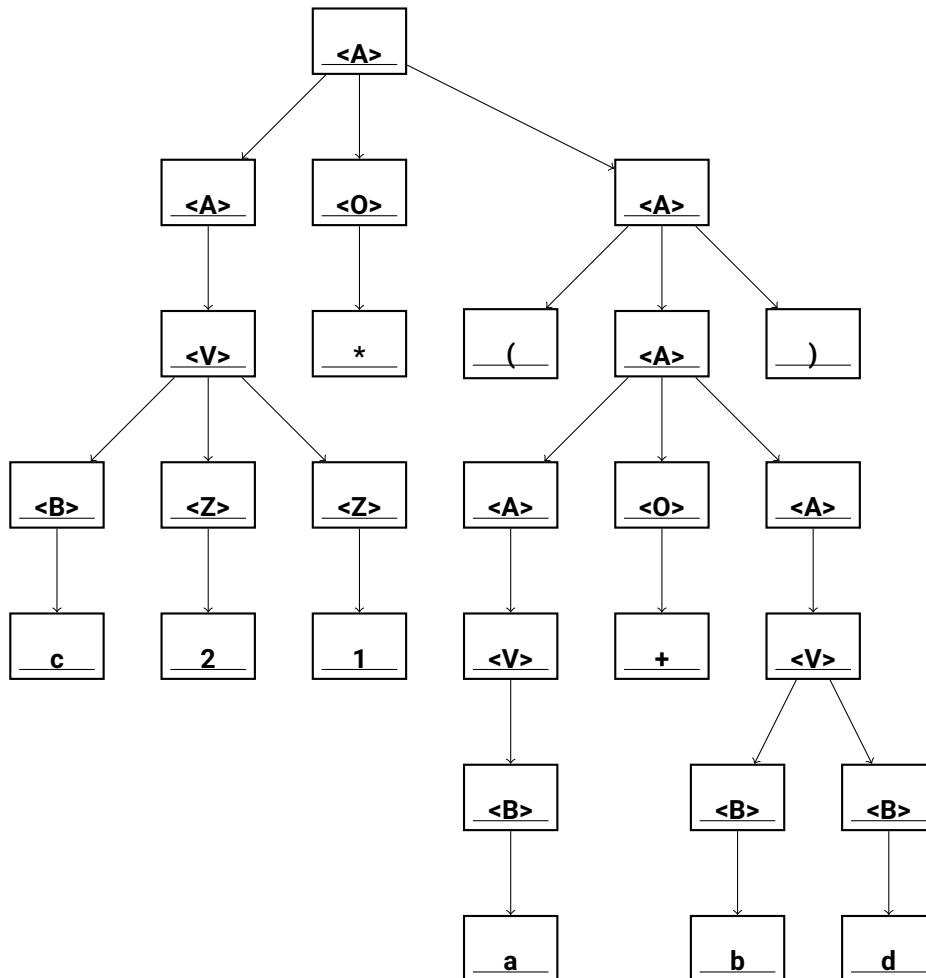 <A>
<A> <O> <A>
<V> * ( <A> )
<B> <Z> <Z> <A> <O> <A>
c 2 1 <V> + <V>
<B> <B> <B>
a b d